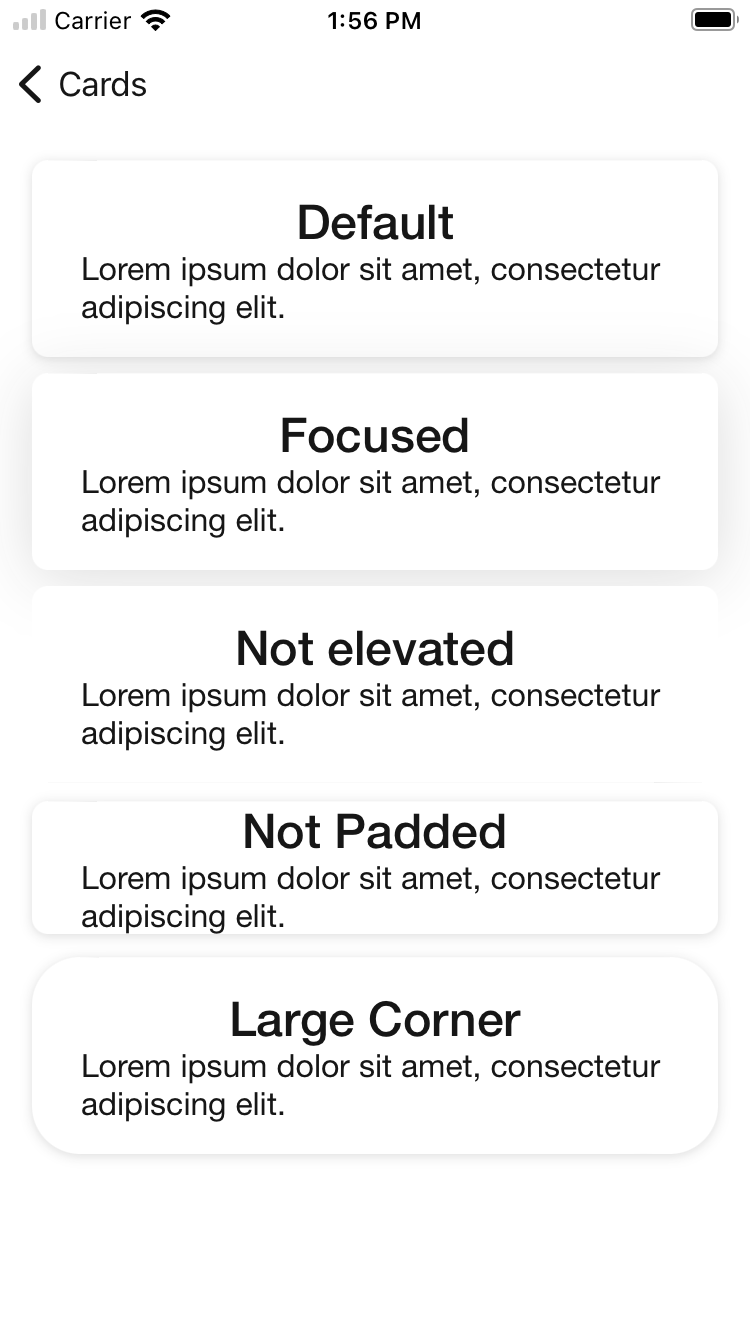 Carrier 1:56 PM
Cards
Default
Lorem ipsum dolor sit amet, consectetur
adipiscing elit.
Focused
Lorem ipsum dolor sit amet, consectetur
adipiscing elit.
Not elevated
Lorem ipsum dolor sit amet, consectetur
adipiscing elit.
Not Padded
Lorem ipsum dolor sit amet, consectetur
adipiscing elit.
Large Corner
Lorem ipsum dolor sit amet, consectetur
adipiscing elit.